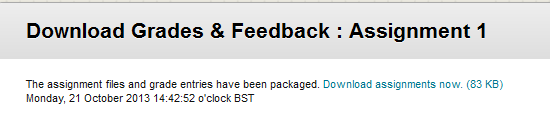 Download Grades & Feedback : Assignment 1
The assignment files and grade entries have been packaged. Download assignments now. (83 KB)
Monday, 21 October 2013 14:42:52 o'clock BST